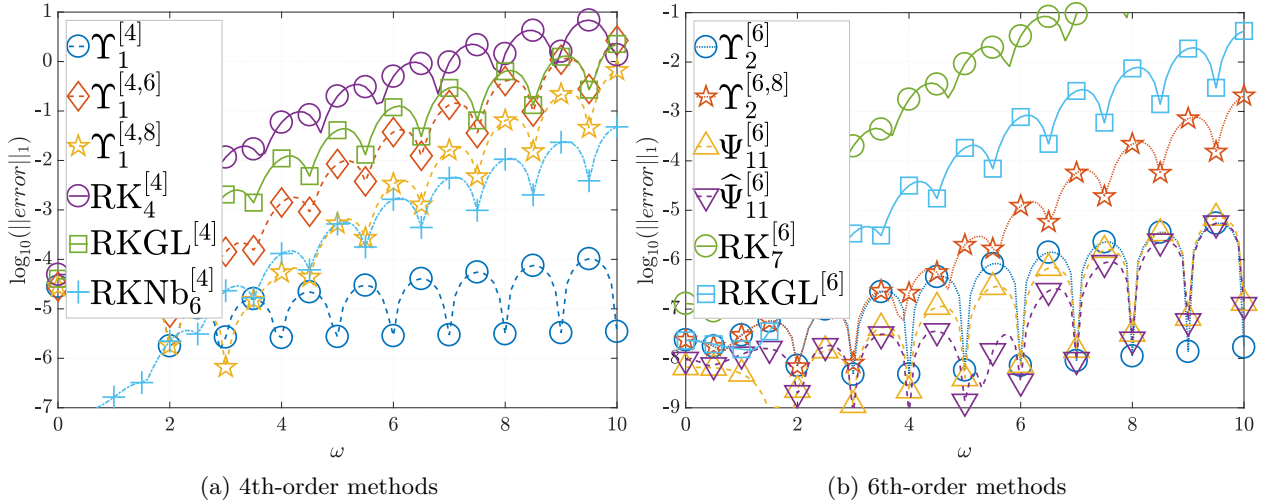 1
0
-1
-2
-3
-4
-5
-6
-7
log₁₀(||error||₁)
Υ₁^[4]
Υ₁^[4,6]
Υ₁^[4,8]
RK₄^[4]
RKGL^[4]
RKNb₆^[4]
0 2 4 6 8 10
ω
(a) 4th-order methods
-1
-2
-3
-4
-5
-6
-7
-8
-9
log₁₀(||error||₁)
Υ₂^[6]
Υ₂^[6,8]
Ψ₁₁^[6]
Ψ̂₁₁^[6]
RK₇^[6]
RKGL^[6]
0 2 4 6 8 10
ω
(b) 6th-order methods